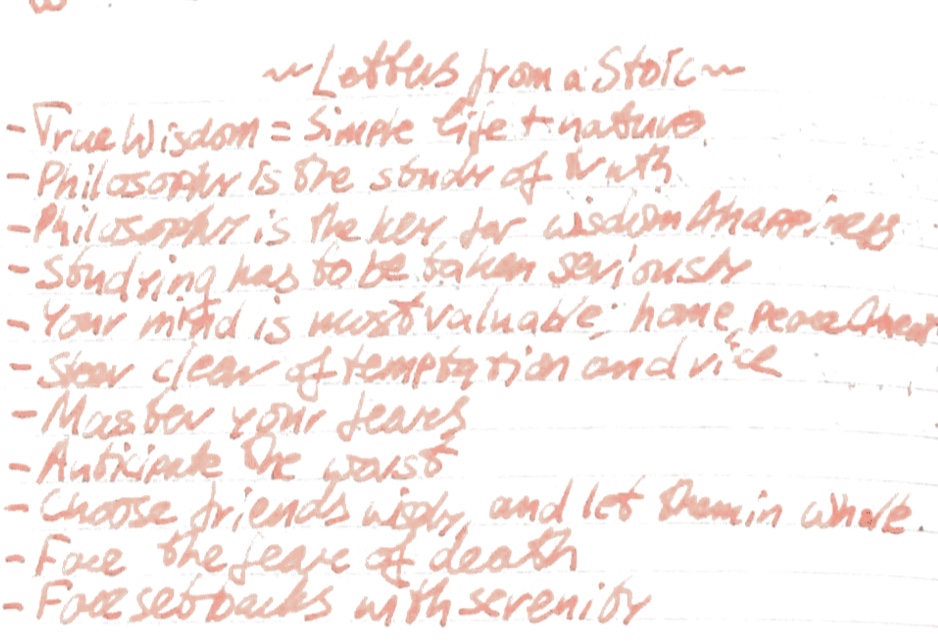 ~ Letters from a Stoic ~
- True Wisdom = Simple life + nature
- Philosophy is the study of truth
- Philosophy is the key for wisdom & happiness
- Studying has to be taken seriously
- Your mind is most valuable; home,
- Steer clear of temptation and vice
- Master your fears
- Anticipate the worst
- Choose friends wisely, and let them in whole.
- Face the feare of death
- Face setbacks with serenity